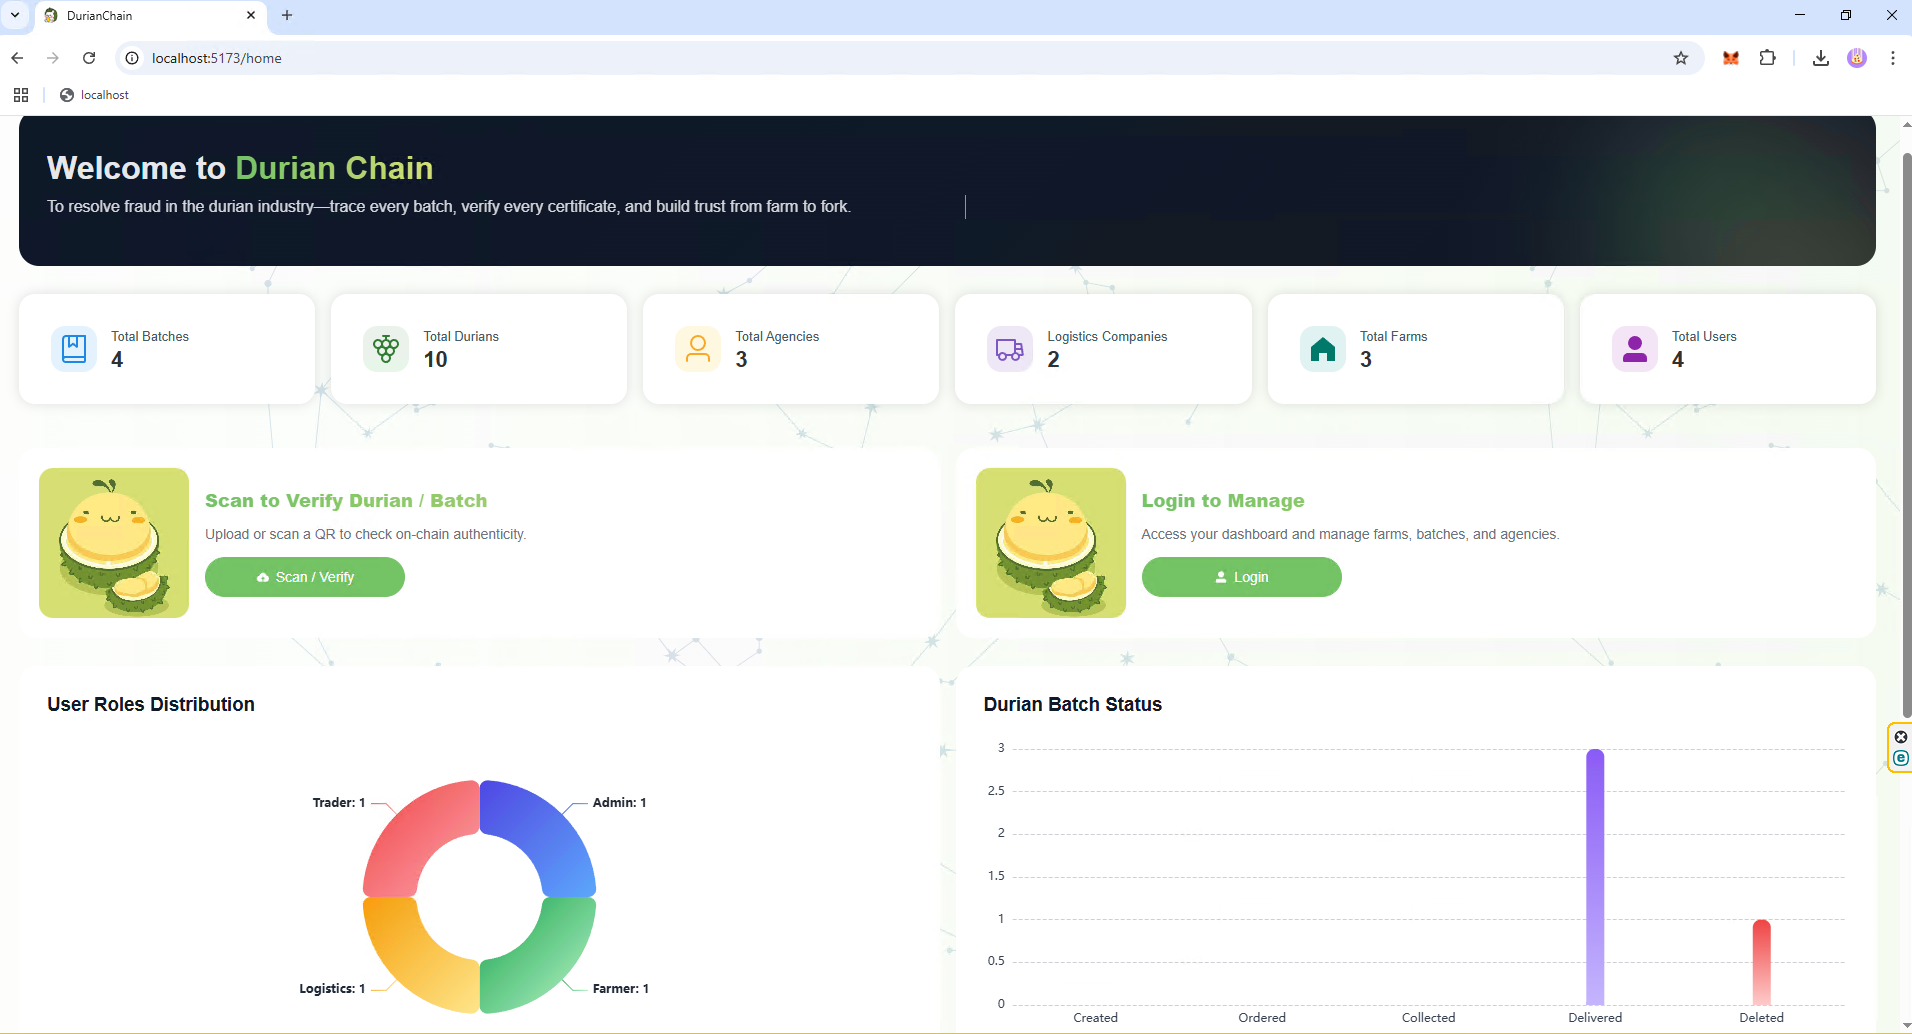 DurianChain
localhost:5173/home
localhost
Welcome to Durian Chain
To resolve fraud in the durian industry—trace every batch, verify every certificate, and build trust from farm to fork.
Total Batches
4
Total Durians
10
Total Agencies
3
Logistics Companies
2
Total Farms
3
Total Users
4
Scan to Verify Durian / Batch
Upload or scan a QR to check on-chain authenticity.
Scan / Verify
Login to Manage
Access your dashboard and manage farms, batches, and agencies.
Login
User Roles Distribution
Trader: 1
Admin: 1
Logistics: 1
Farmer: 1
Durian Batch Status
3
2.5
2
1.5
1
0.5
0
Created
Ordered
Collected
Delivered
Deleted